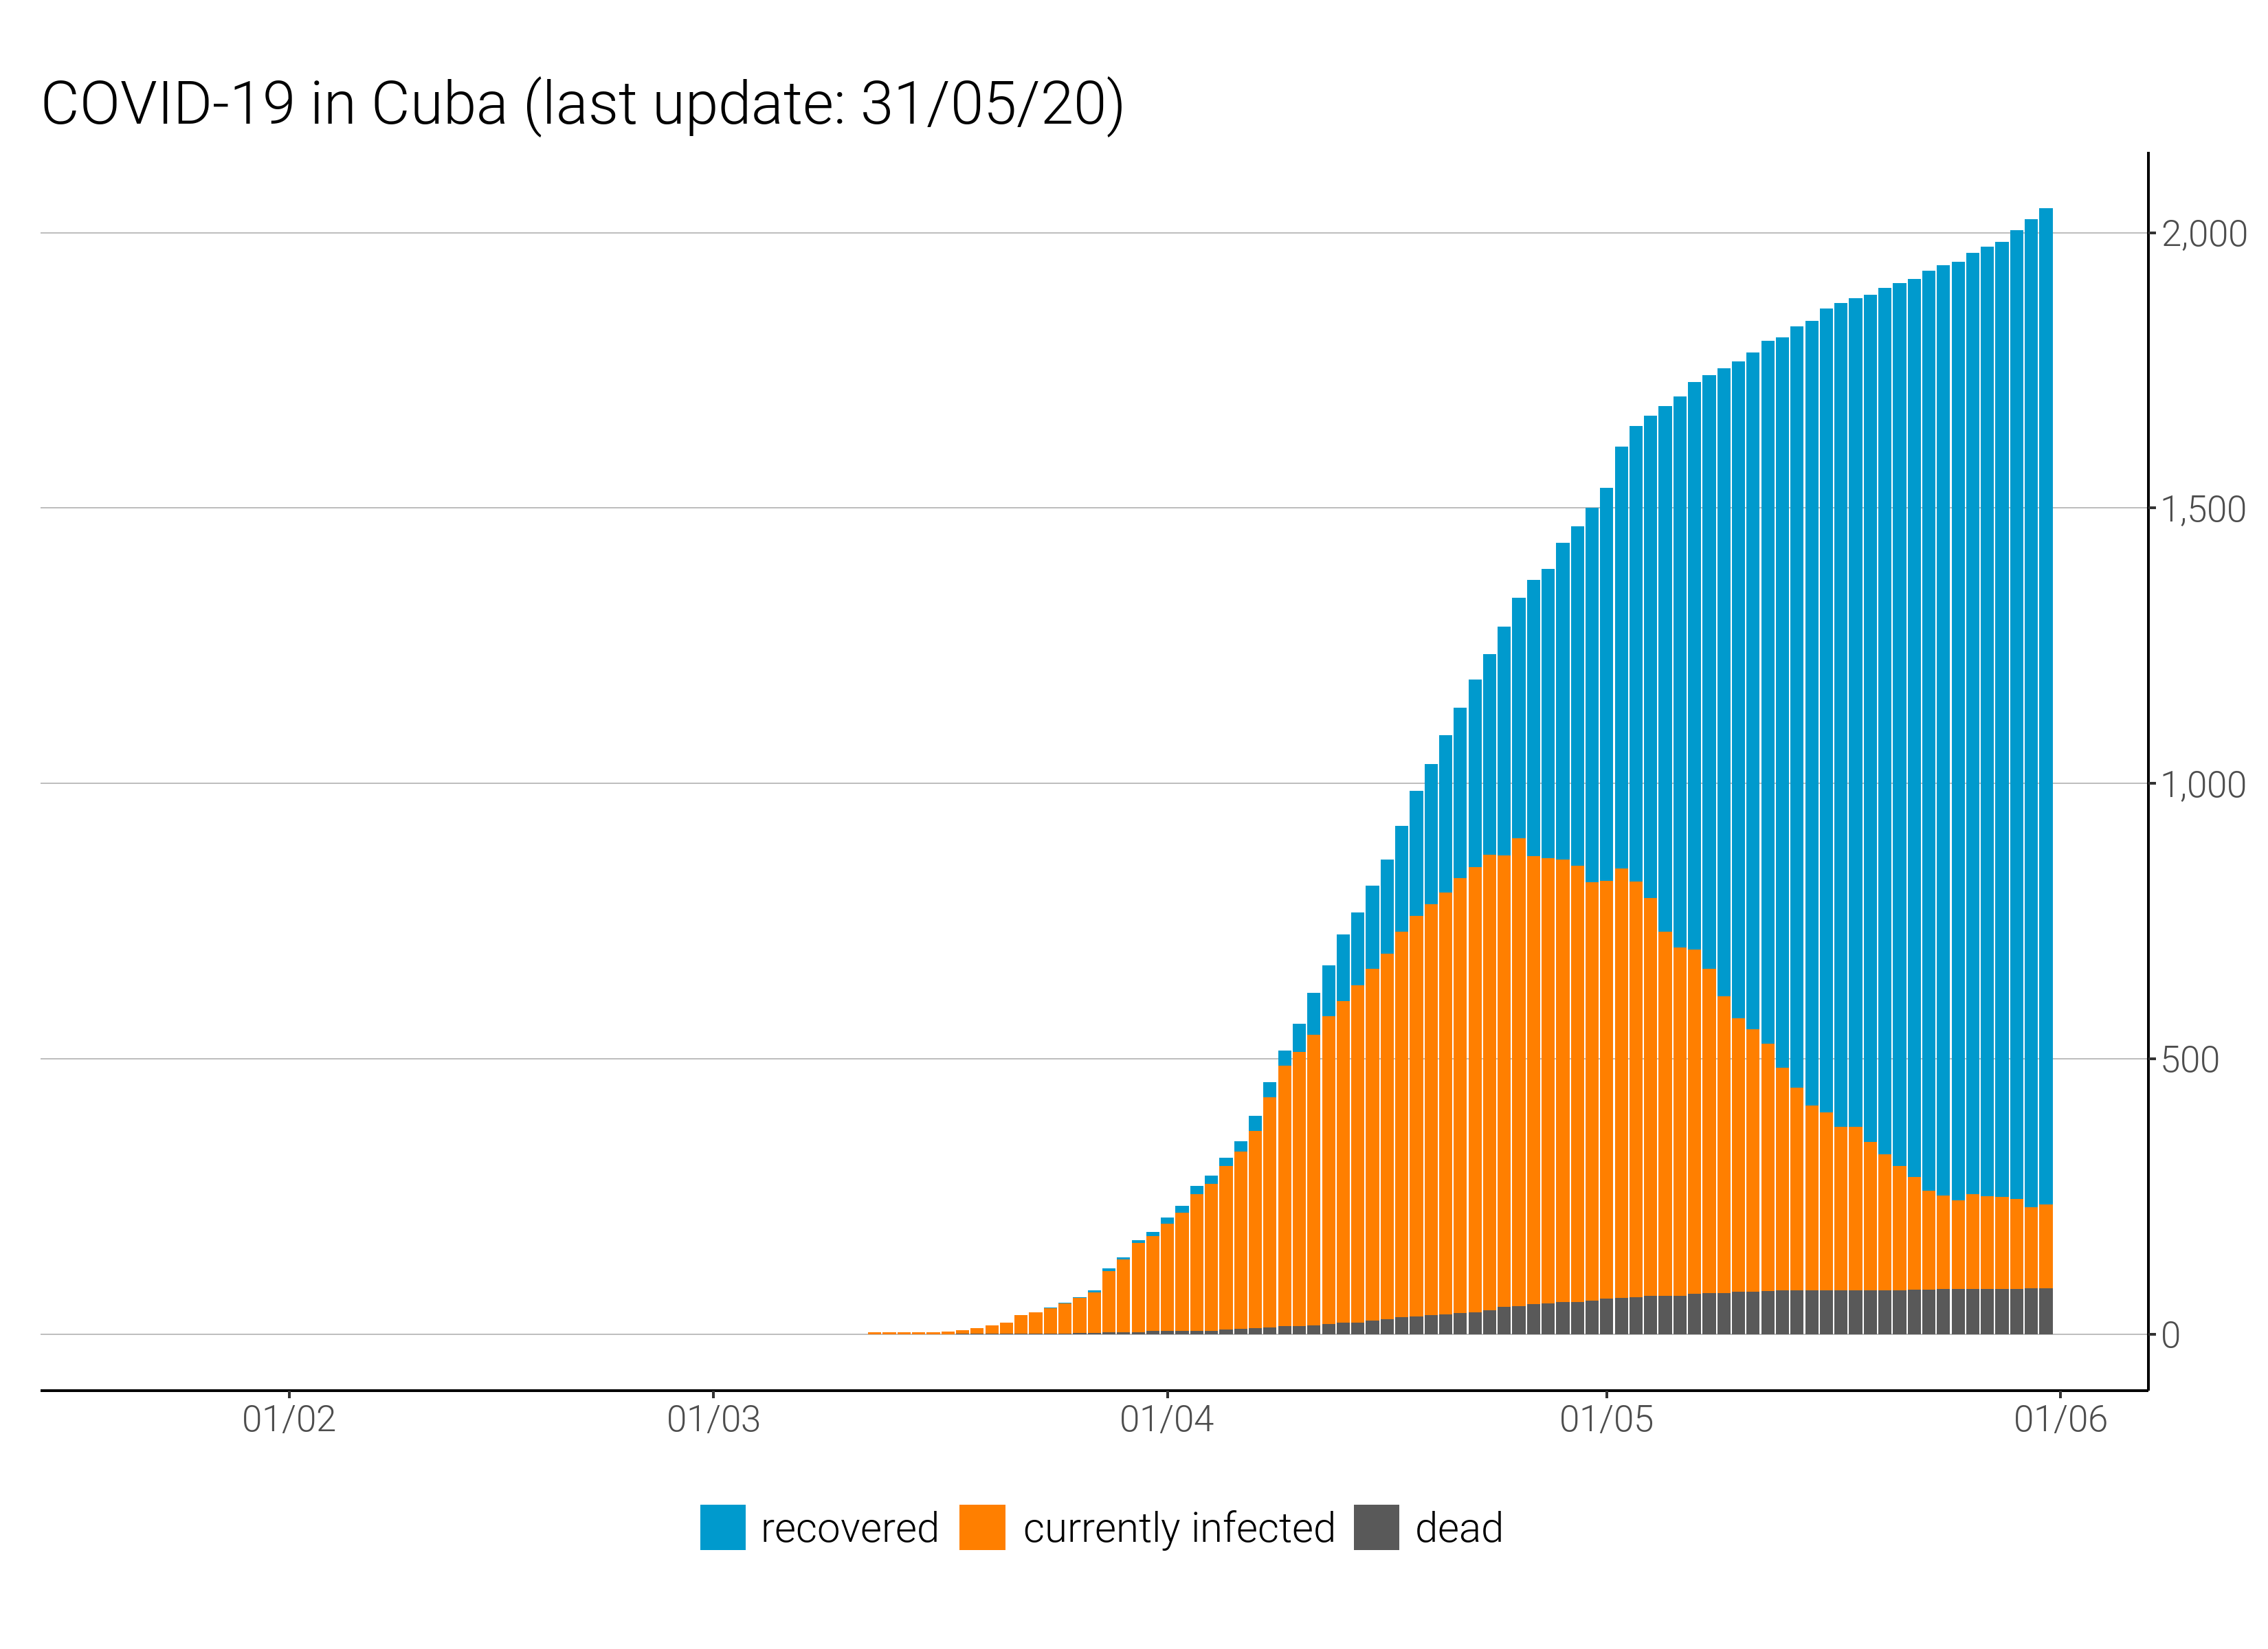 COVID-19 in Cuba (last update: 31/05/20)
2,000
1,500
1,000
500
0
01/02 01/03 01/04 01/05 01/06
recovered currently infected dead